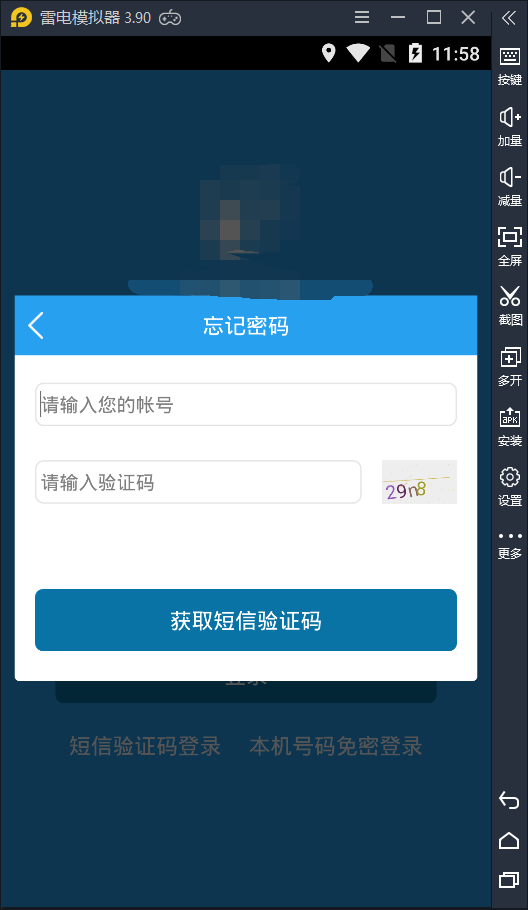 雷电模拟器 3.90
11:58
忘记密码
请输入您的帐号
请输入验证码
29n8
获取短信验证码
登录
短信验证码登录 本机号码免密登录
按键
加量
减量
全屏
截图
多开
APK
安装
设置
更多